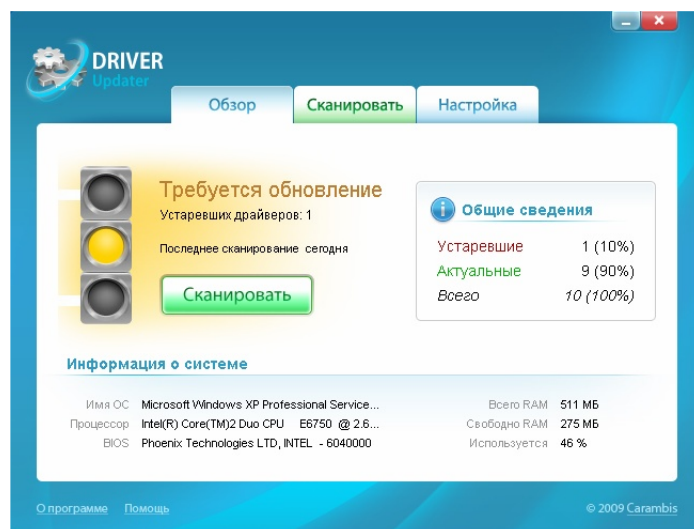 DRIVER
Updater
Обзор
Сканировать
Настройка
Требуется обновление
Устаревших драйверов: 1
Последнее сканирование сегодня
Сканировать
Общие сведения
Устаревшие 1 (10%)
Актуальные 9 (90%)
Всего 10 (100%)
Информация о системе
Имя ОС Microsoft Windows XP Professional Service...
Процессор Intel(R) Core(TM)2 Duo CPU E6750 @ 2.6...
BIOS Phoenix Technologies LTD, INTEL - 6040000
Всего RAM 511 МБ
Свободно RAM 275 МБ
Используется 46 %
О программе Помощь
© 2009 Carambis